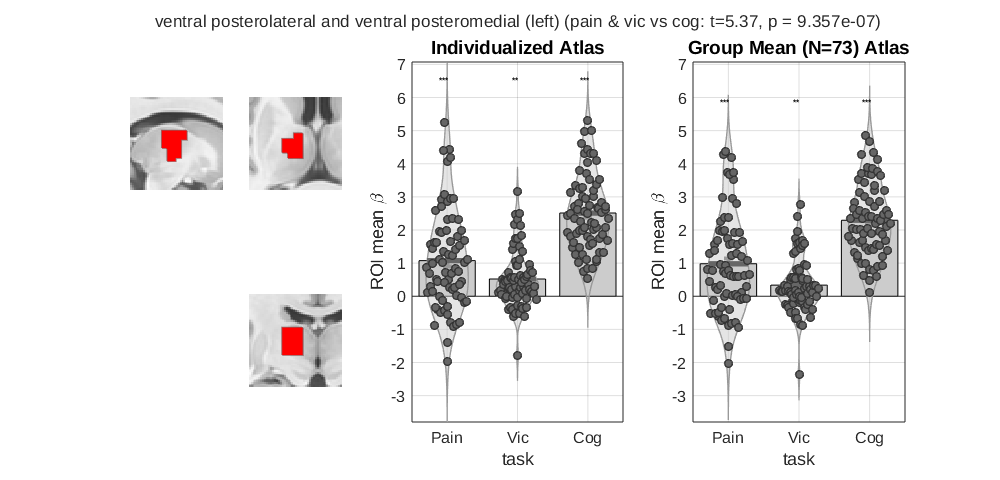 ventral posterolateral and ventral posteromedial (left) (pain & vic vs cog: t=5.37, p = 9.357e-07)
Individualized Atlas
7
6
5
4
3
2
1
0
-1
-2
-3
ROI mean β
***
**
***
Pain
Vic
Cog
task
Group Mean (N=73) Atlas
7
6
5
4
3
2
1
0
-1
-2
-3
ROI mean β
***
**
***
Pain
Vic
Cog
task